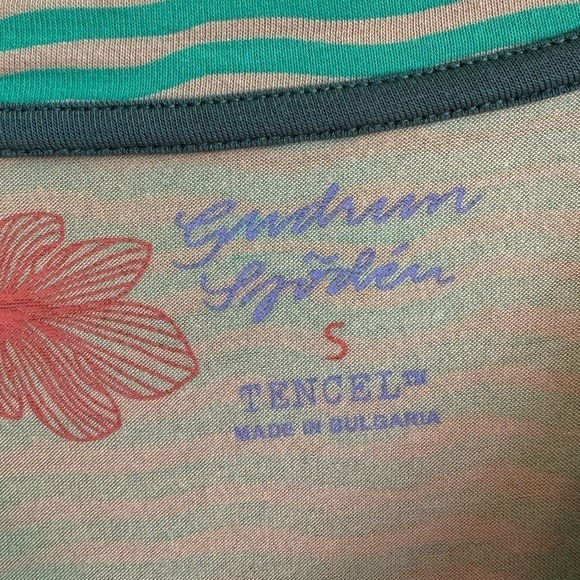 Gudrun
Sjödén
S
TENCEL™
MADE IN BULGARIA